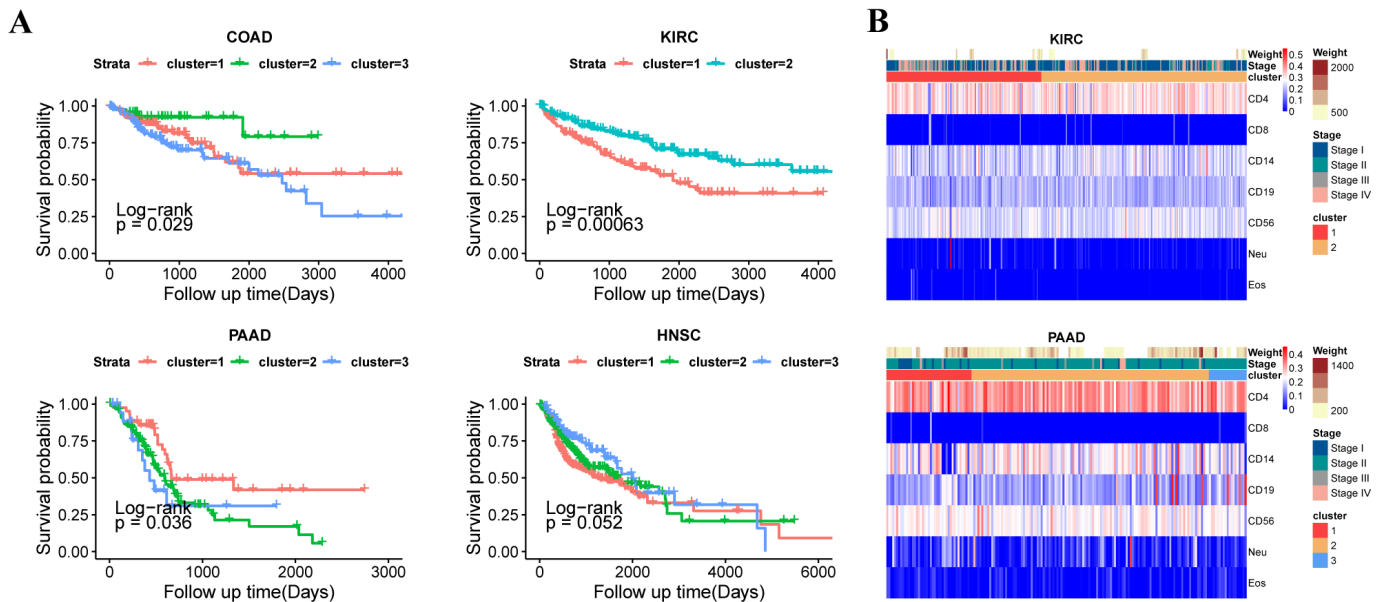 A
COAD
Strata cluster=1 cluster=2 cluster=3
Survival probability
1.00
0.75
0.50
0.25
0.00
Log-rank
p = 0.029
0 1000 2000 3000 4000
Follow up time(Days)
KIRC
Strata cluster=1 cluster=2
Survival probability
1.00
0.75
0.50
0.25
0.00
Log-rank
p = 0.00063
0 1000 2000 3000 4000
Follow up time(Days)
PAAD
Strata cluster=1 cluster=2 cluster=3
Survival probability
1.00
0.75
0.50
0.25
0.00
Log-rank
p = 0.036
0 1000 2000 3000
Follow up time(Days)
HNSC
Strata cluster=1 cluster=2 cluster=3
Survival probability
1.00
0.75
0.50
0.25
0.00
Log-rank
p = 0.052
0 2000 4000 6000
Follow up time(Days)
B
KIRC
Weight
Stage
cluster
CD4
CD8
CD14
CD19
CD56
Neu
Eos
0.5
0.4
0.3
0.2
0.1
0
Weight
2000
500
Stage
Stage I
Stage II
Stage III
Stage IV
cluster
1
2
PAAD
Weight
Stage
cluster
CD4
CD8
CD14
CD19
CD56
Neu
Eos
0.4
0.3
0.2
0.1
0
Weight
1400
200
Stage
Stage I
Stage II
Stage III
Stage IV
cluster
1
2
3